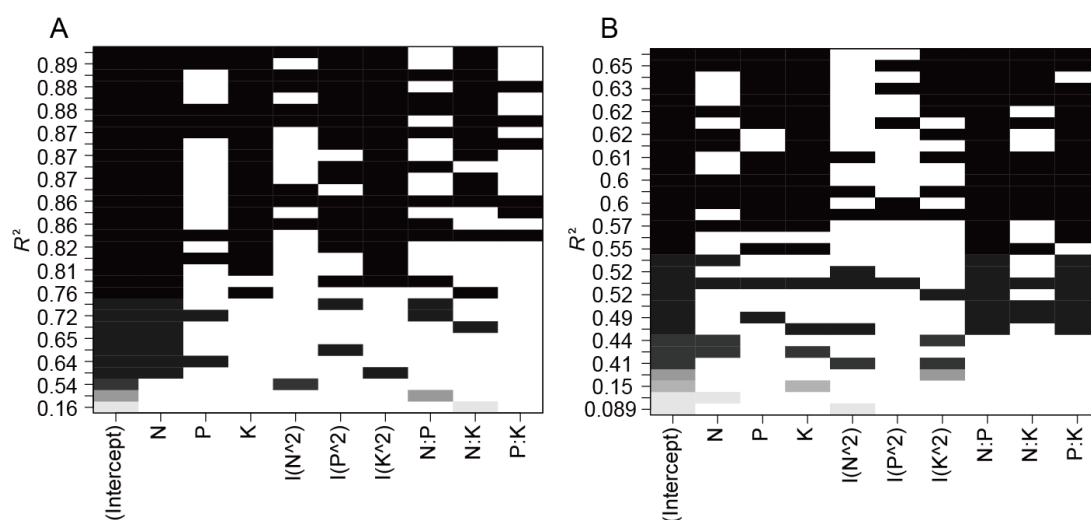 A
R²
0.89
0.88
0.88
0.87
0.87
0.87
0.86
0.86
0.82
0.81
0.76
0.72
0.65
0.64
0.54
0.16
(Intercept)
N
P
K
I(N^2)
I(P^2)
I(K^2)
N:P
N:K
P:K
B
R²
0.65
0.63
0.62
0.62
0.61
0.6
0.6
0.57
0.55
0.52
0.52
0.49
0.44
0.41
0.15
0.089
(Intercept)
N
P
K
I(N^2)
I(P^2)
I(K^2)
N:P
N:K
P:K